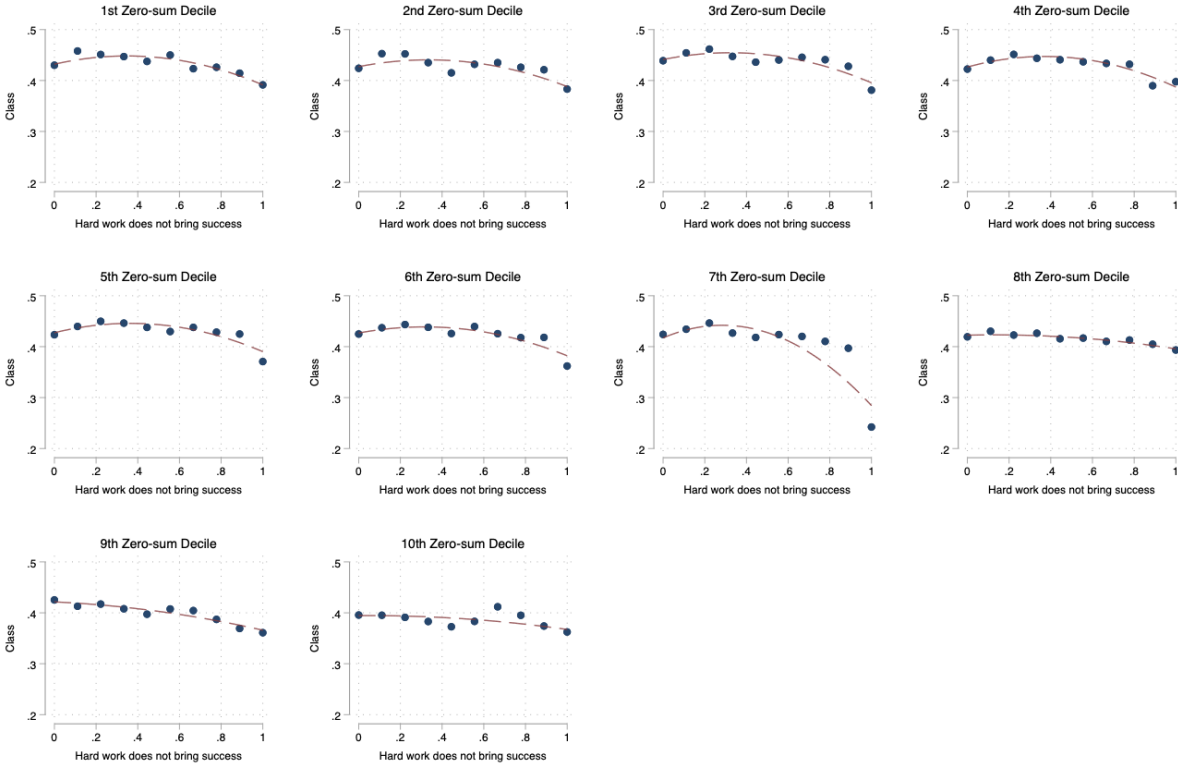 1st Zero-sum Decile
.5
.4
.3
.2
Class
0 .2 .4 .6 .8 1
Hard work does not bring success
2nd Zero-sum Decile
.5
.4
.3
.2
Class
0 .2 .4 .6 .8 1
Hard work does not bring success
3rd Zero-sum Decile
.5
.4
.3
.2
Class
0 .2 .4 .6 .8 1
Hard work does not bring success
4th Zero-sum Decile
.5
.4
.3
.2
Class
0 .2 .4 .6 .8 1
Hard work does not bring success
5th Zero-sum Decile
.5
.4
.3
.2
Class
0 .2 .4 .6 .8 1
Hard work does not bring success
6th Zero-sum Decile
.5
.4
.3
.2
Class
0 .2 .4 .6 .8 1
Hard work does not bring success
7th Zero-sum Decile
.5
.4
.3
.2
Class
0 .2 .4 .6 .8 1
Hard work does not bring success
8th Zero-sum Decile
.5
.4
.3
.2
Class
0 .2 .4 .6 .8 1
Hard work does not bring success
9th Zero-sum Decile
.5
.4
.3
.2
Class
0 .2 .4 .6 .8 1
Hard work does not bring success
10th Zero-sum Decile
.5
.4
.3
.2
Class
0 .2 .4 .6 .8 1
Hard work does not bring success